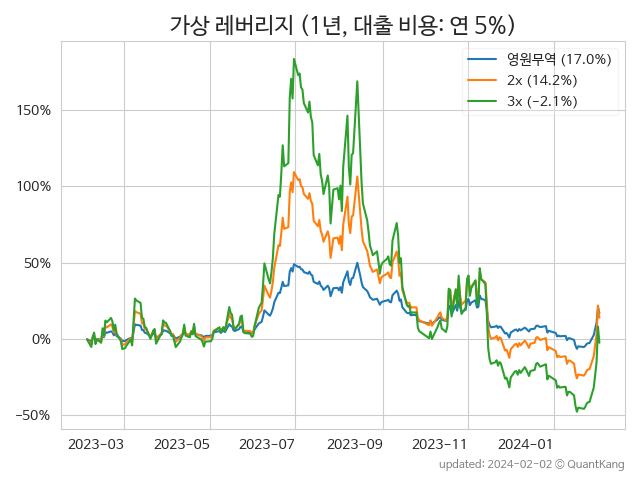 가상 레버리지 (1년, 대출 비용: 연 5%)
영원무역 (17.0%)
2x (14.2%)
3x (−2.1%)
150%
100%
50%
0%
−50%
2023-03 2023-05 2023-07 2023-09 2023-11 2024-01
updated: 2024-02-02 © QuantKang